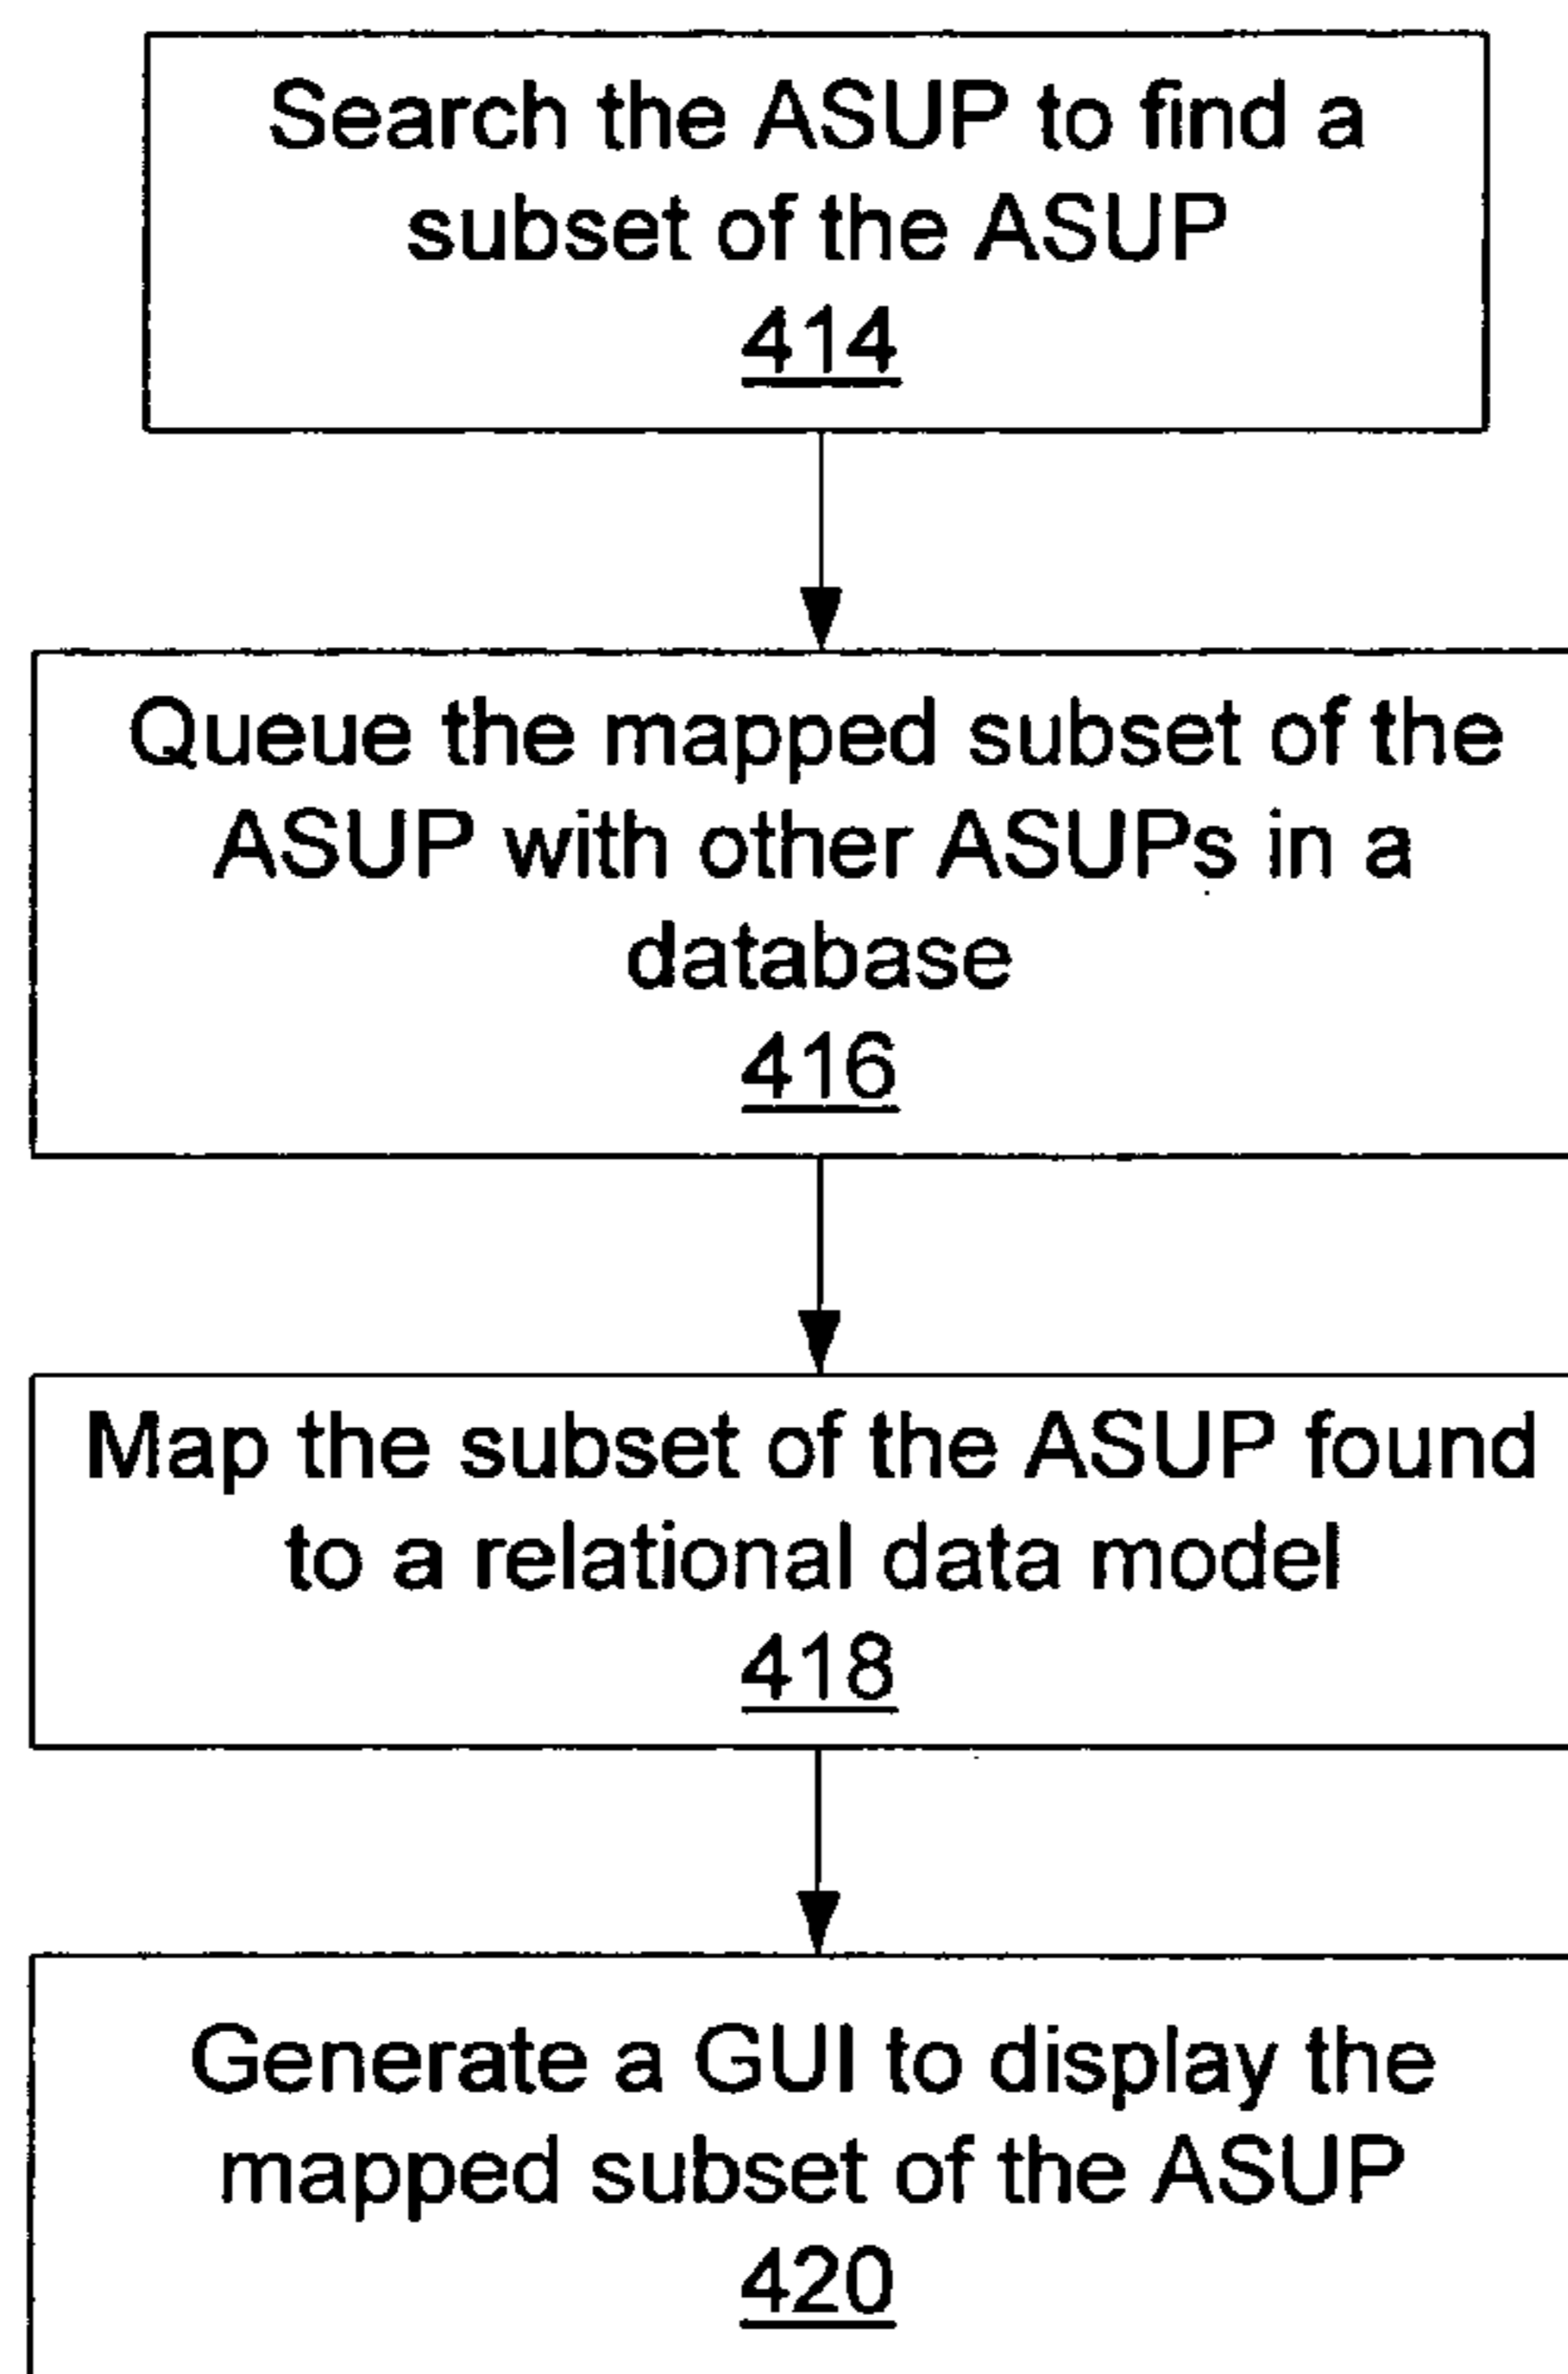 Search the ASUP to find a
subset of the ASUP
414
Queue the mapped subset of the
ASUP with other ASUPs in a
database
416
Map the subset of the ASUP found
to a relational data model
418
Generate a GUI to display the
mapped subset of the ASUP
420